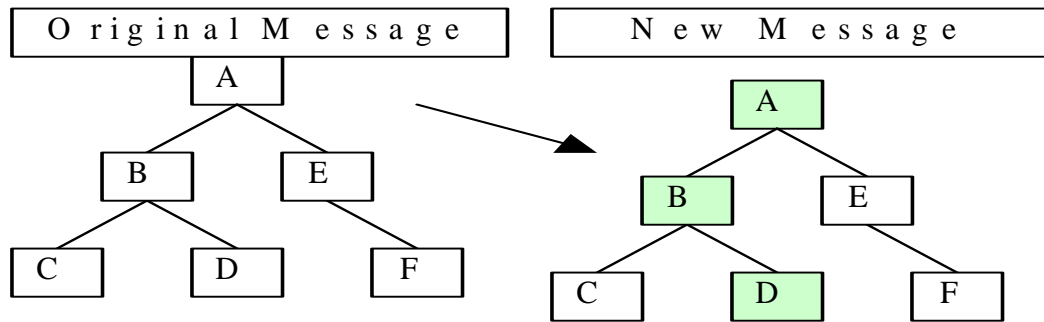 Original Message
New Message
A
A
B E
B E
C D F
C D F